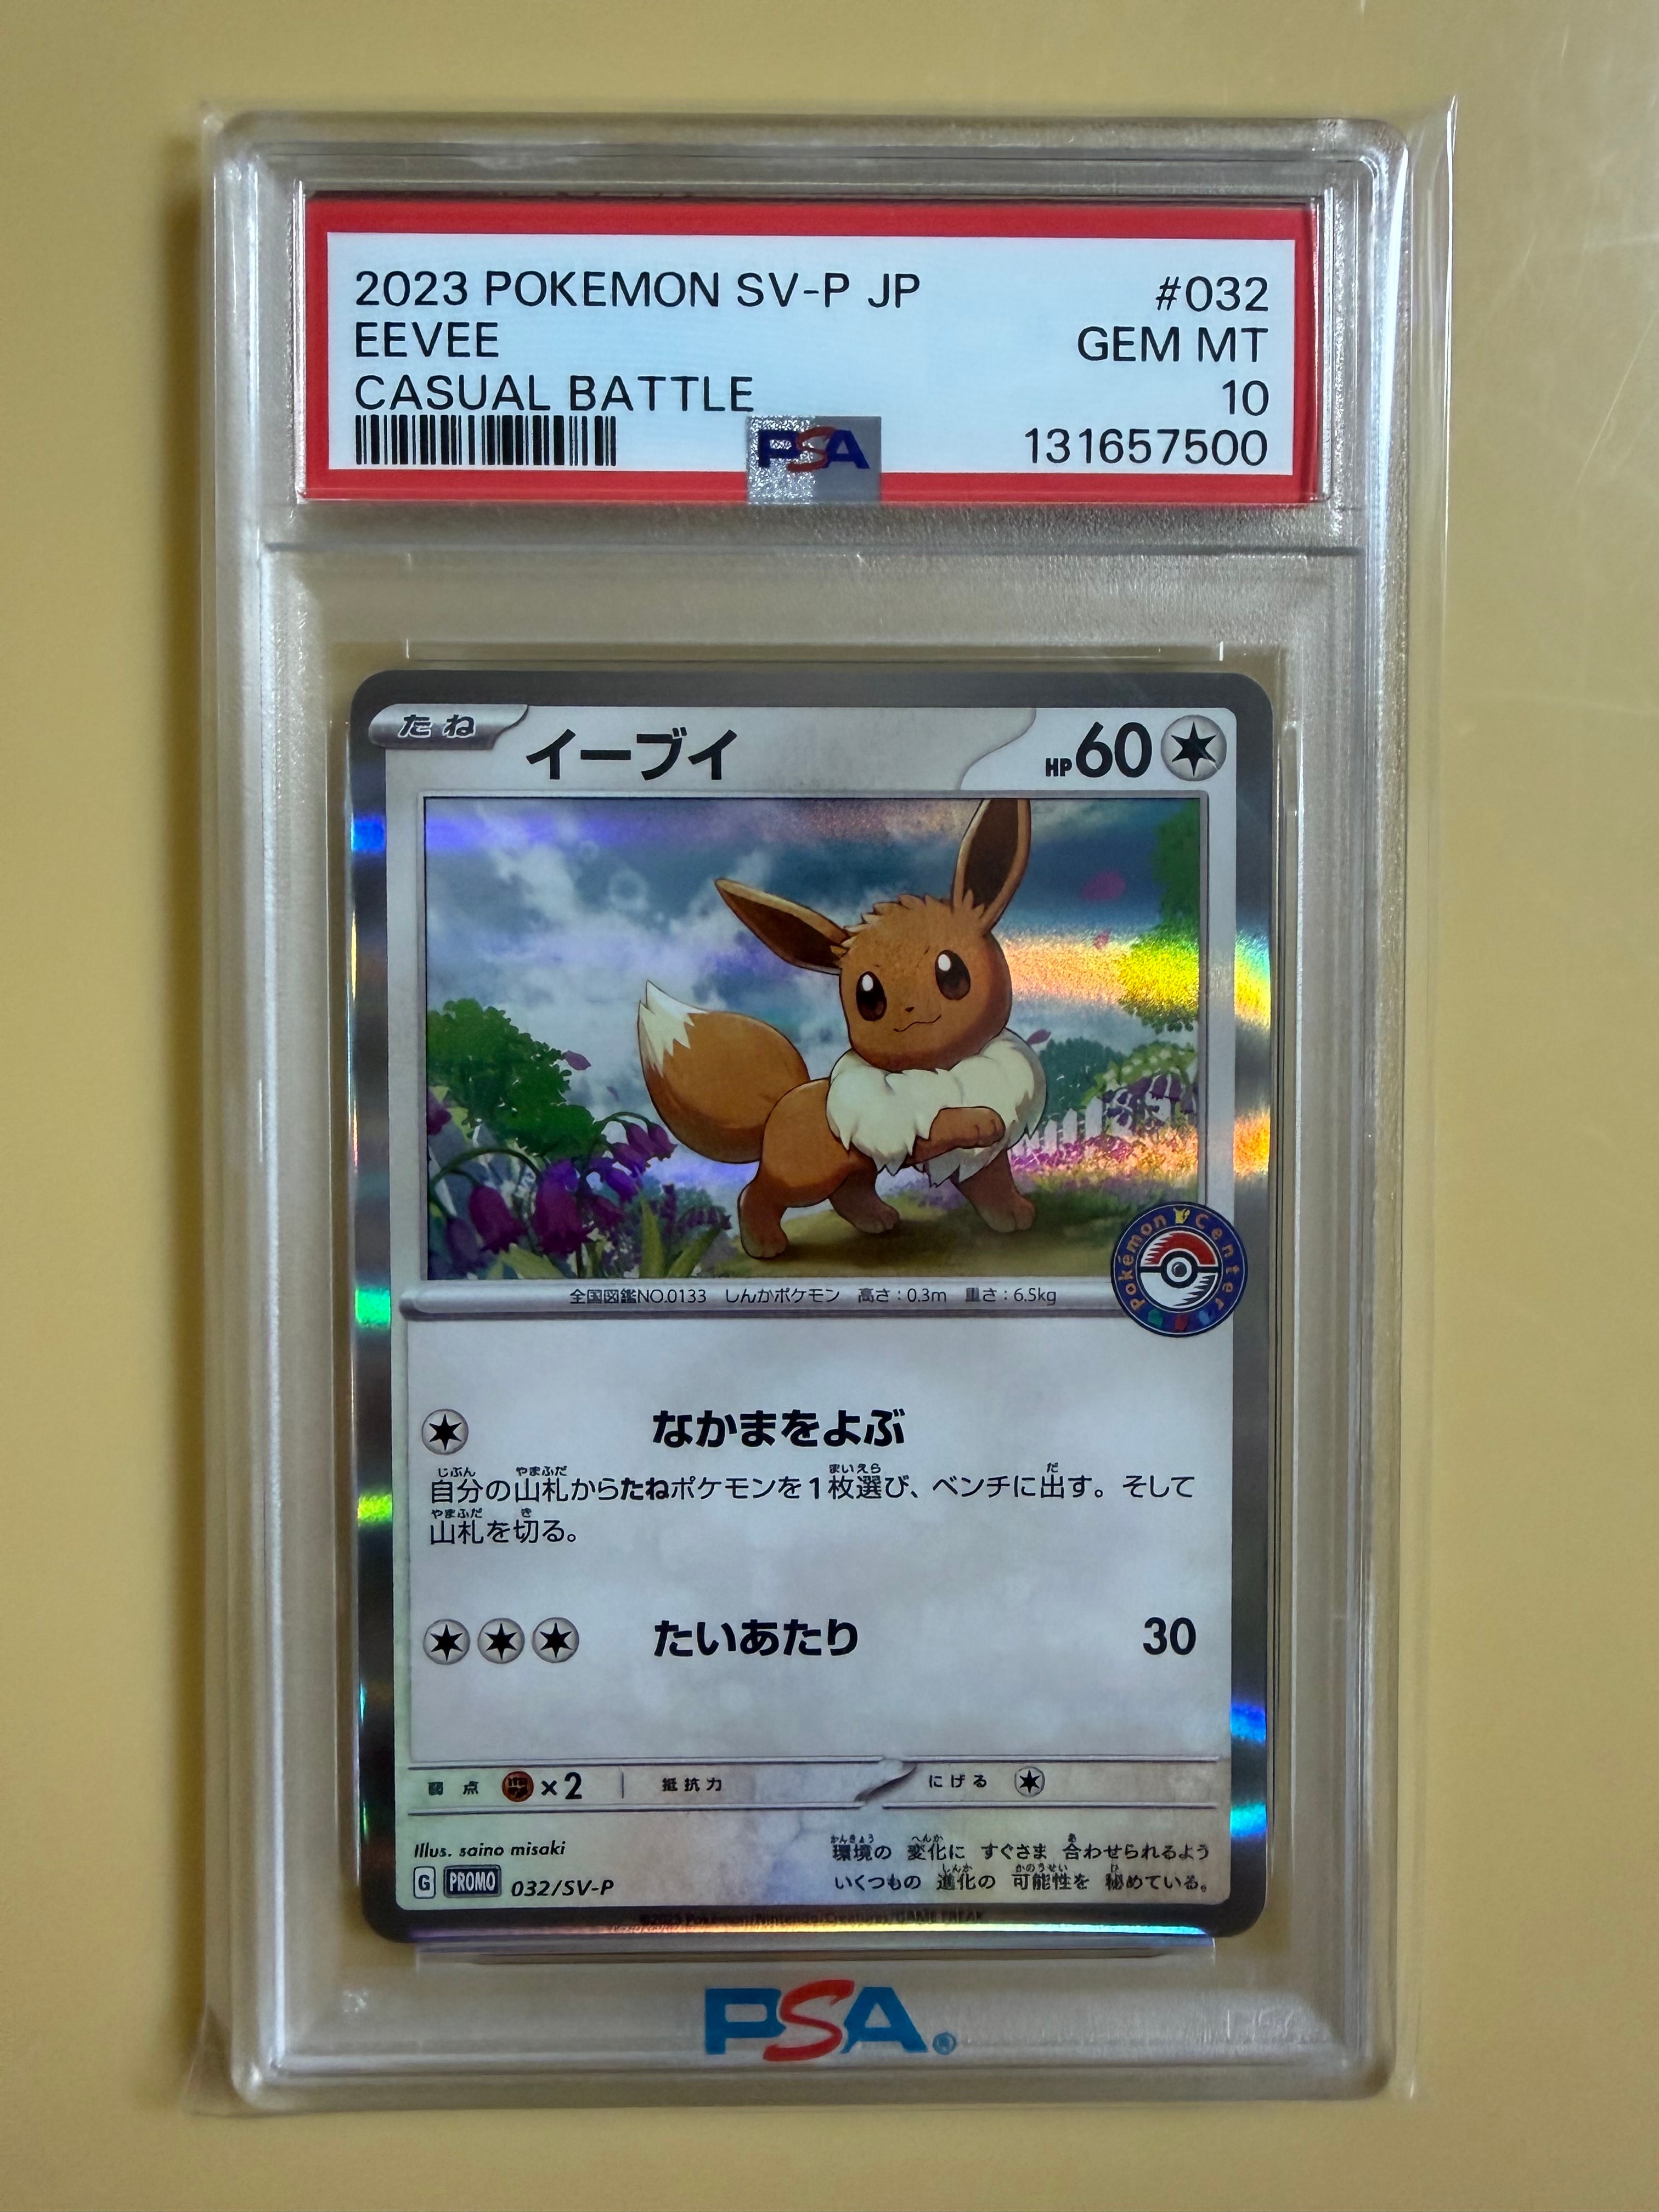 2023 POKEMON SV-P JP #032
EEVEE GEM MT
CASUAL BATTLE 10
PSA 131657500
たね イーブイ HP60
Pokémon Center
全国図鑑NO.0133 しんかポケモン 高さ:0.3m 重さ:6.5kg
なかまをよぶ
自分の山札からたねポケモンを1枚選び、ベンチに出す。そして
山札を切る。
たいあたり 30
弱点 ×2 抵抗力 にげる
Illus. saino misaki
環境の 変化に すぐさま 合わせられるよう
いくつもの 進化の 可能性を 秘めている。
G PROMO 032/SV-P
©2023 Pokémon/Nintendo/Creatures/GAME FREAK
PSA®